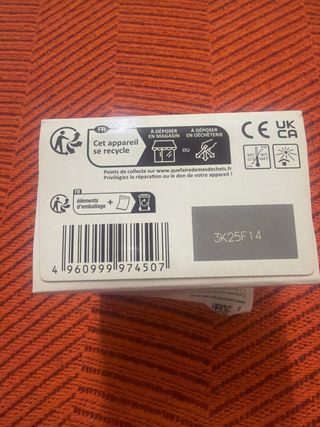 FR
Cet appareil
se recycle
À DÉPOSER
EN MAGASIN
OU
À DÉPOSER
EN DÉCHÈTERIE
Points de collecte sur www.quefairedemesdechets.fr
Privilégiez la réparation ou le don de votre appareil !
CE
UK
CA
FR
éléments
d'emballage
+
3K25F14
4 960999 974507